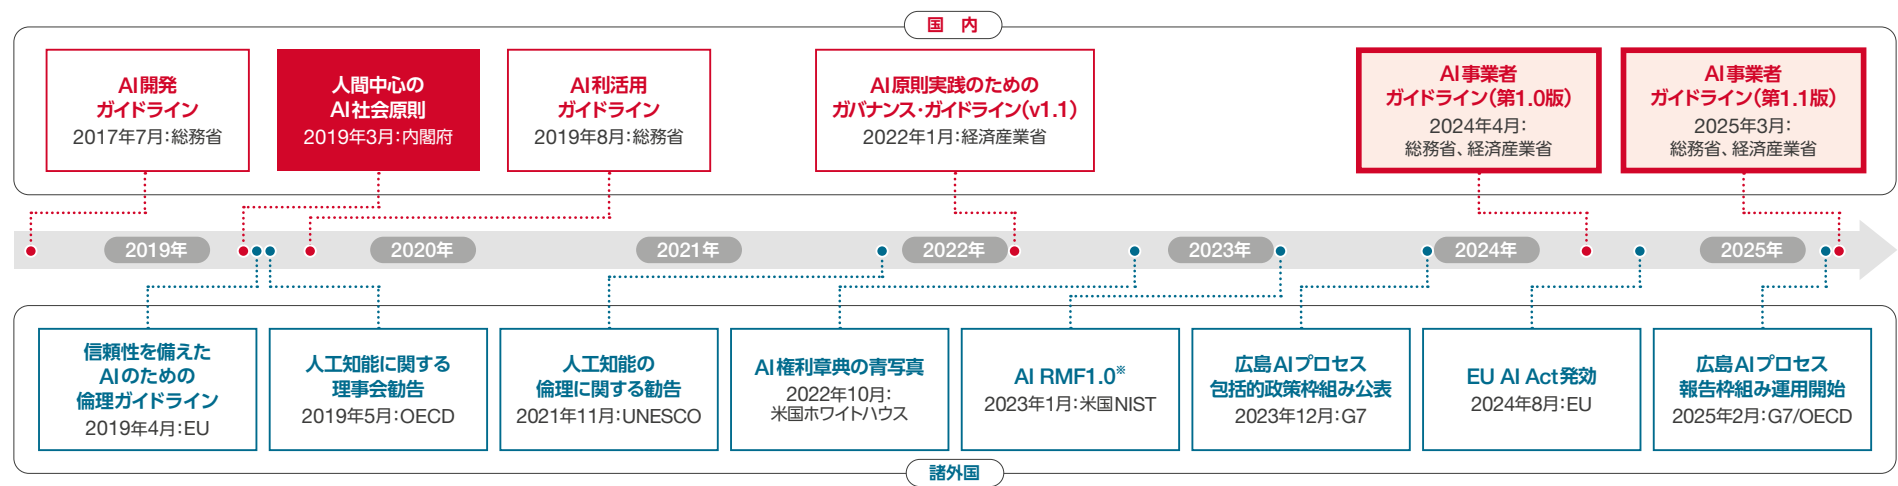 国 内
AI開発
ガイドライン
2017年7月：総務省
人間中心の
AI社会原則
2019年3月：内閣府
AI利活用
ガイドライン
2019年8月：総務省
AI原則実践のための
ガバナンス・ガイドライン（v1.1）
2022年1月：経済産業省
AI事業者
ガイドライン（第1.0版）
2024年4月：
総務省、経済産業省
AI事業者
ガイドライン（第1.1版）
2025年3月：
総務省、経済産業省
2019年
2020年
2021年
2022年
2023年
2024年
2025年
信頼性を備えた
AIのための
倫理ガイドライン
2019年4月：EU
人工知能に関する
理事会勧告
2019年5月：OECD
人工知能の
倫理に関する勧告
2021年11月：UNESCO
AI権利章典の青写真
2022年10月：
米国ホワイトハウス
AI RMF1.0※
2023年1月：米国NIST
広島AIプロセス
包括的政策枠組み公表
2023年12月：G7
EU AI Act発効
2024年8月：EU
広島AIプロセス
報告枠組み運用開始
2025年2月：G7/OECD
諸外国